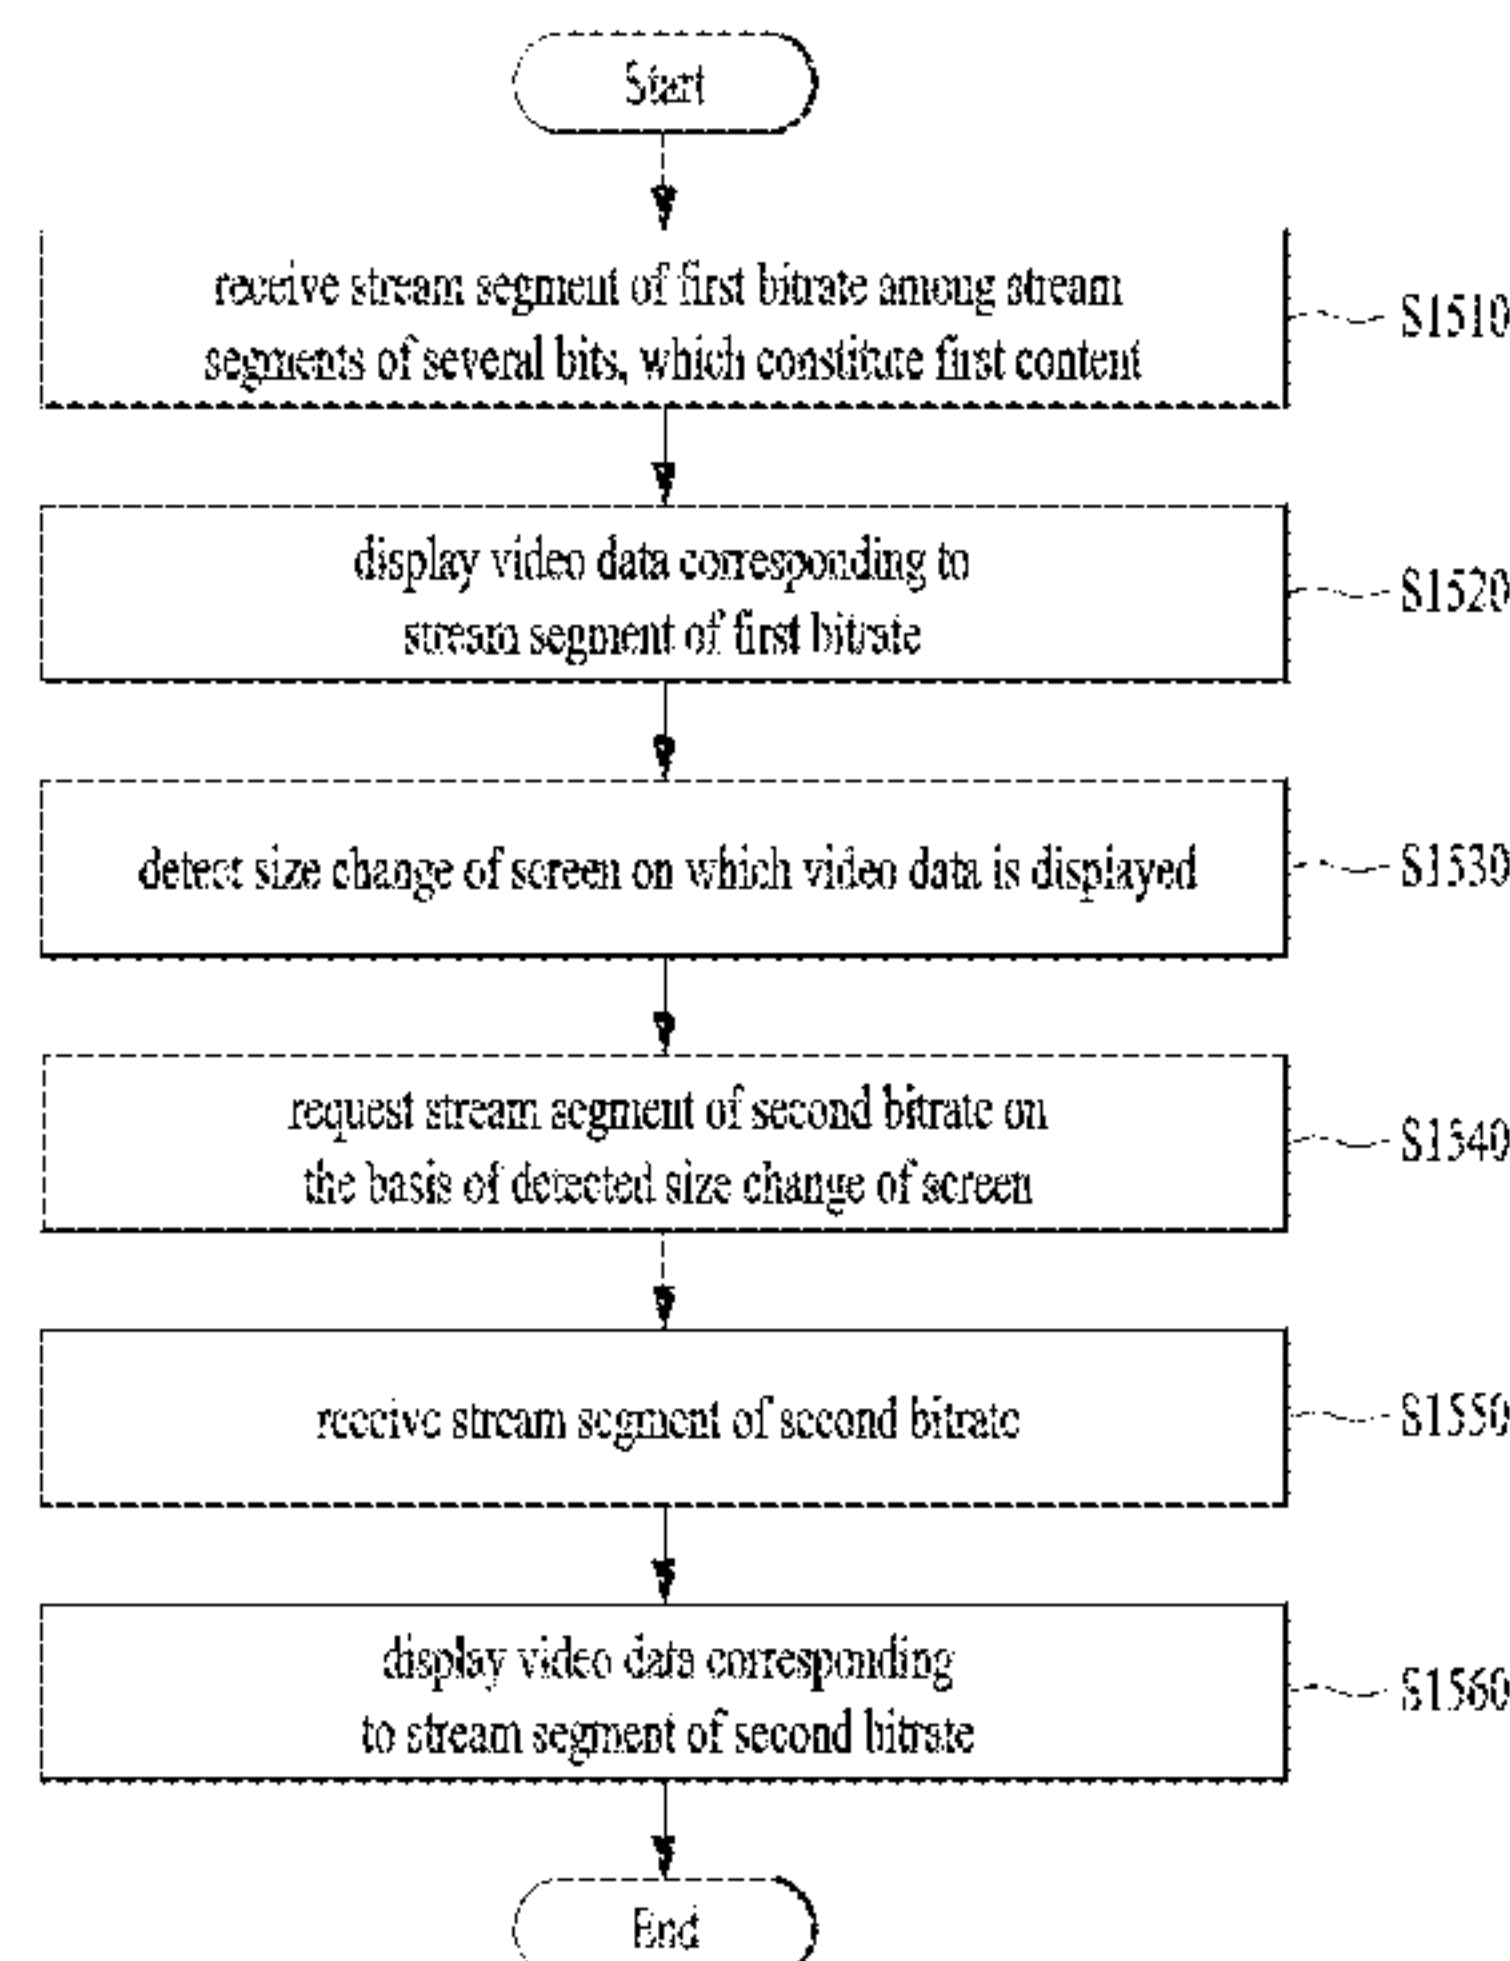 Start
receive stream segment of first bitrate among stream
segments of several bits, which constitute first content
S1510
display video data corresponding to
stream segment of first bitrate
S1520
detect size change of screen on which video data is displayed
S1530
request stream segment of second bitrate on
the basis of detected size change of screen
S1540
receive stream segment of second bitrate
S1550
display video data corresponding
to stream segment of second bitrate
S1560
End